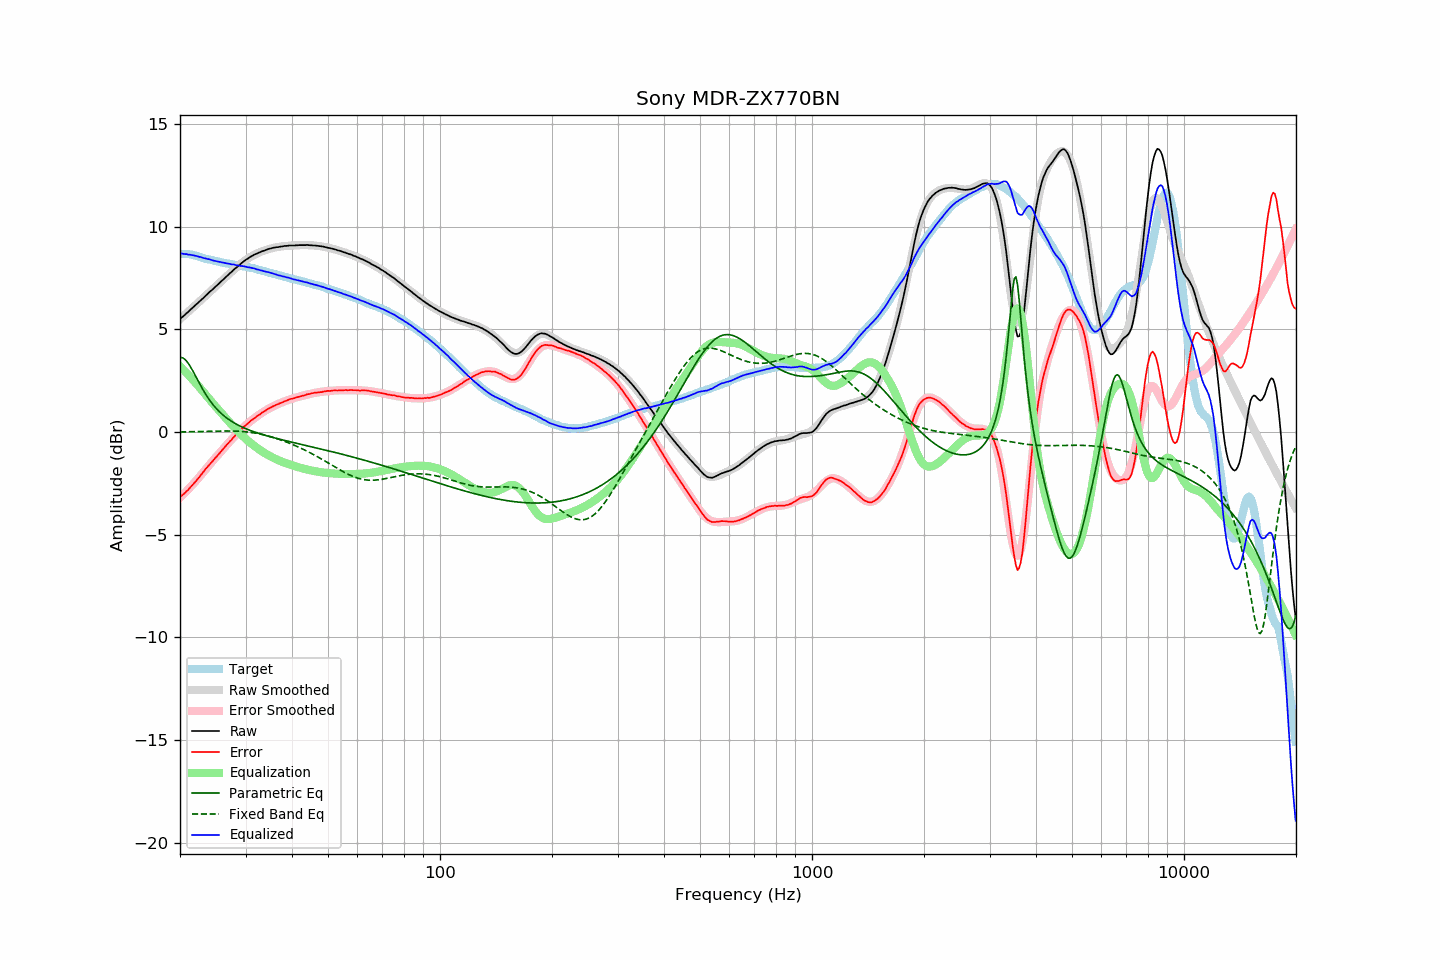 Sony MDR-ZX770BN
Amplitude (dBr)
15
10
5
0
−5
−10
−15
−20
Target
Raw Smoothed
Error Smoothed
Raw
Error
Equalization
Parametric Eq
Fixed Band Eq
Equalized
100
1000
10000
Frequency (Hz)